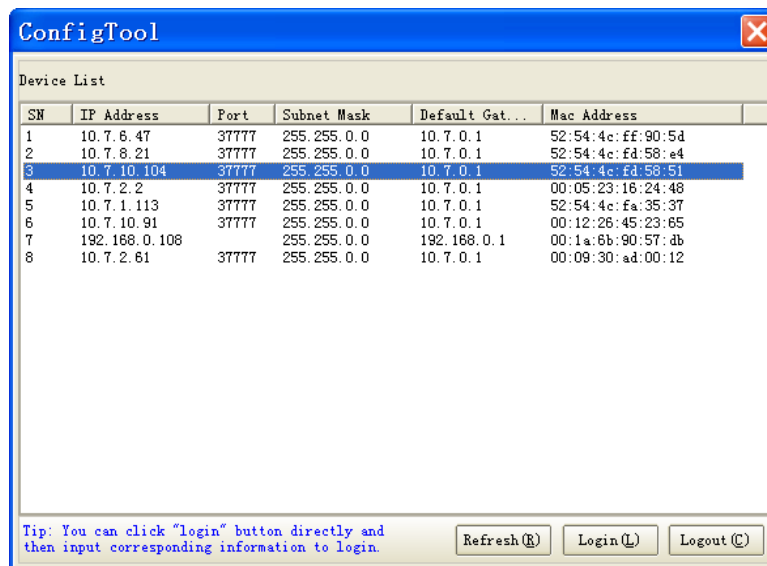 ConfigTool
Device List
SN IP Address Port Subnet Mask Default Gat... Mac Address
1 10.7.6.47 37777 255.255.0.0 10.7.0.1 52:54:4c:ff:90:5d
2 10.7.8.21 37777 255.255.0.0 10.7.0.1 52:54:4c:fd:58:e4
3 10.7.10.104 37777 255.255.0.0 10.7.0.1 52:54:4c:fd:58:51
4 10.7.2.2 37777 255.255.0.0 10.7.0.1 00:05:23:16:24:48
5 10.7.1.113 37777 255.255.0.0 10.7.0.1 52:54:4c:fa:35:37
6 10.7.10.91 37777 255.255.0.0 10.7.0.1 00:12:26:45:23:65
7 192.168.0.108 255.255.0.0 192.168.0.1 00:1a:6b:90:57:db
8 10.7.2.61 37777 255.255.0.0 10.7.0.1 00:09:30:ad:00:12
Tip: You can click "login" button directly and
then input corresponding information to login.
Refresh(R) Login(L) Logout(C)